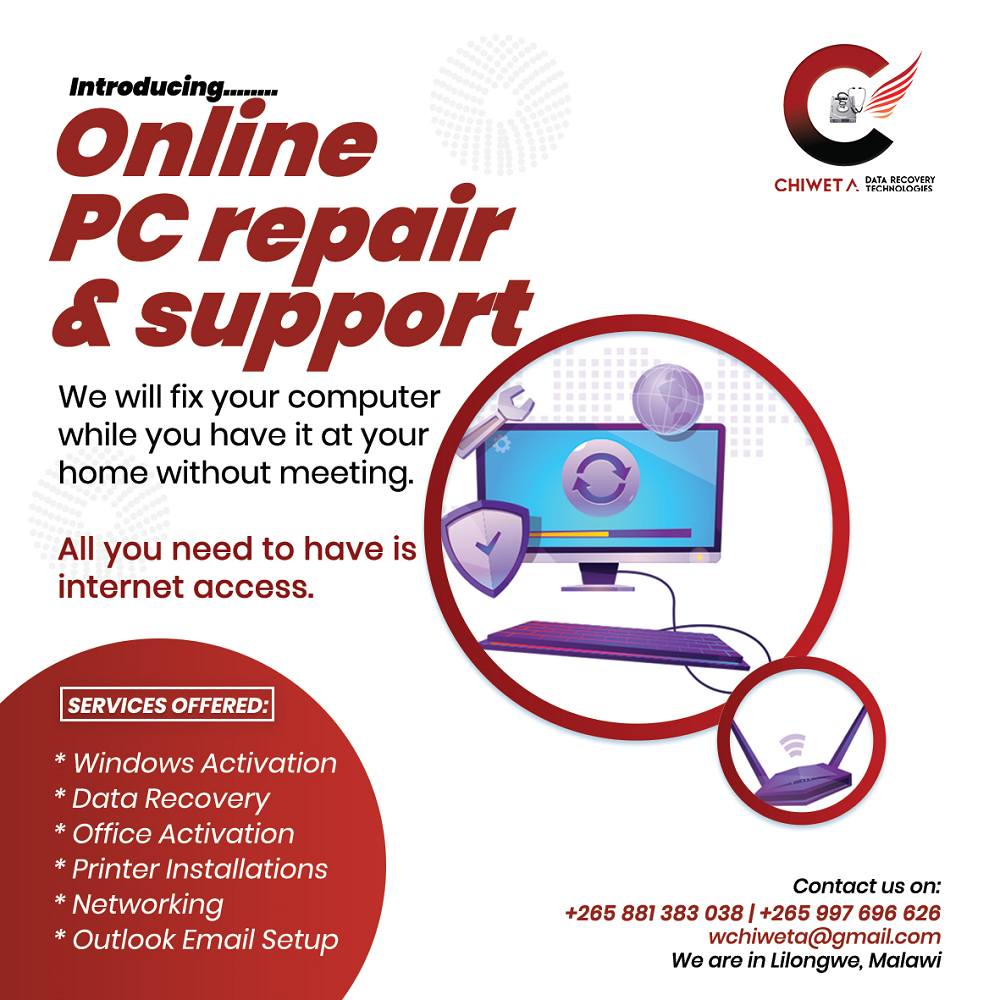 Introducing........
Online
PC repair
& support
CHIWETA DATA RECOVERY
TECHNOLOGIES
We will fix your computer
while you have it at your
home without meeting.
All you need to have is
internet access.
SERVICES OFFERED:
* Windows Activation
* Data Recovery
* Office Activation
* Printer Installations
* Networking
* Outlook Email Setup
Contact us on:
+265 881 383 038 | +265 997 696 626
wchiweta@gmail.com
We are in Lilongwe, Malawi